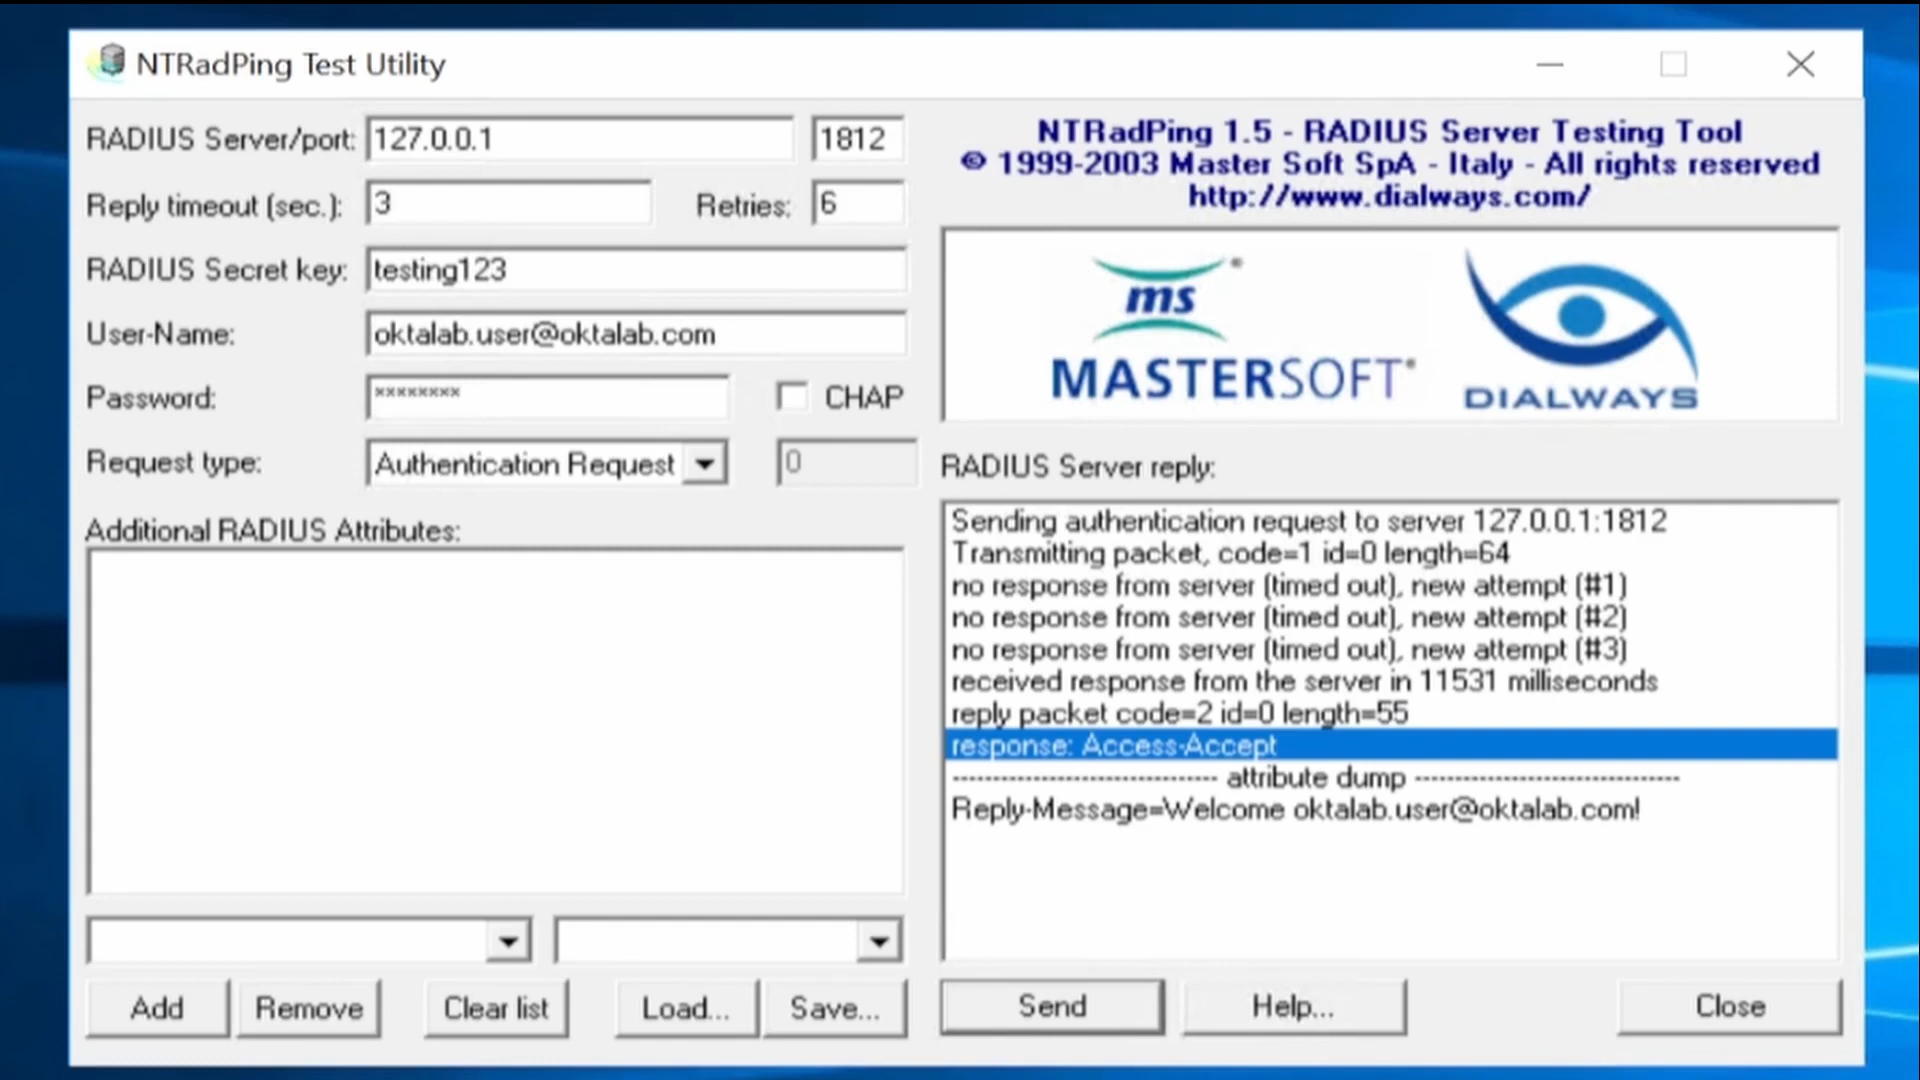 NTRadPing Test Utility
RADIUS Server/port: 127.0.0.1 1812
Reply timeout (sec.): 3 Retries: 6
RADIUS Secret key: testing123
User-Name: oktalab.user@oktalab.com
Password: ×××××××× CHAP
Request type: Authentication Request 0
Additional RADIUS Attributes:
Add Remove Clear list Load... Save...
NTRadPing 1.5 - RADIUS Server Testing Tool
© 1999-2003 Master Soft SpA - Italy - All rights reserved
http://www.dialways.com/
ms ®
MASTERSOFT®
DIALWAYS
RADIUS Server reply:
Sending authentication request to server 127.0.0.1:1812
Transmitting packet, code=1 id=0 length=64
no response from server (timed out), new attempt (#1)
no response from server (timed out), new attempt (#2)
no response from server (timed out), new attempt (#3)
received response from the server in 11531 milliseconds
reply packet code=2 id=0 length=55
response: Access-Accept
--------------------------------- attribute dump ---------------------------------
Reply-Message=Welcome oktalab.user@oktalab.com!
Send Help... Close